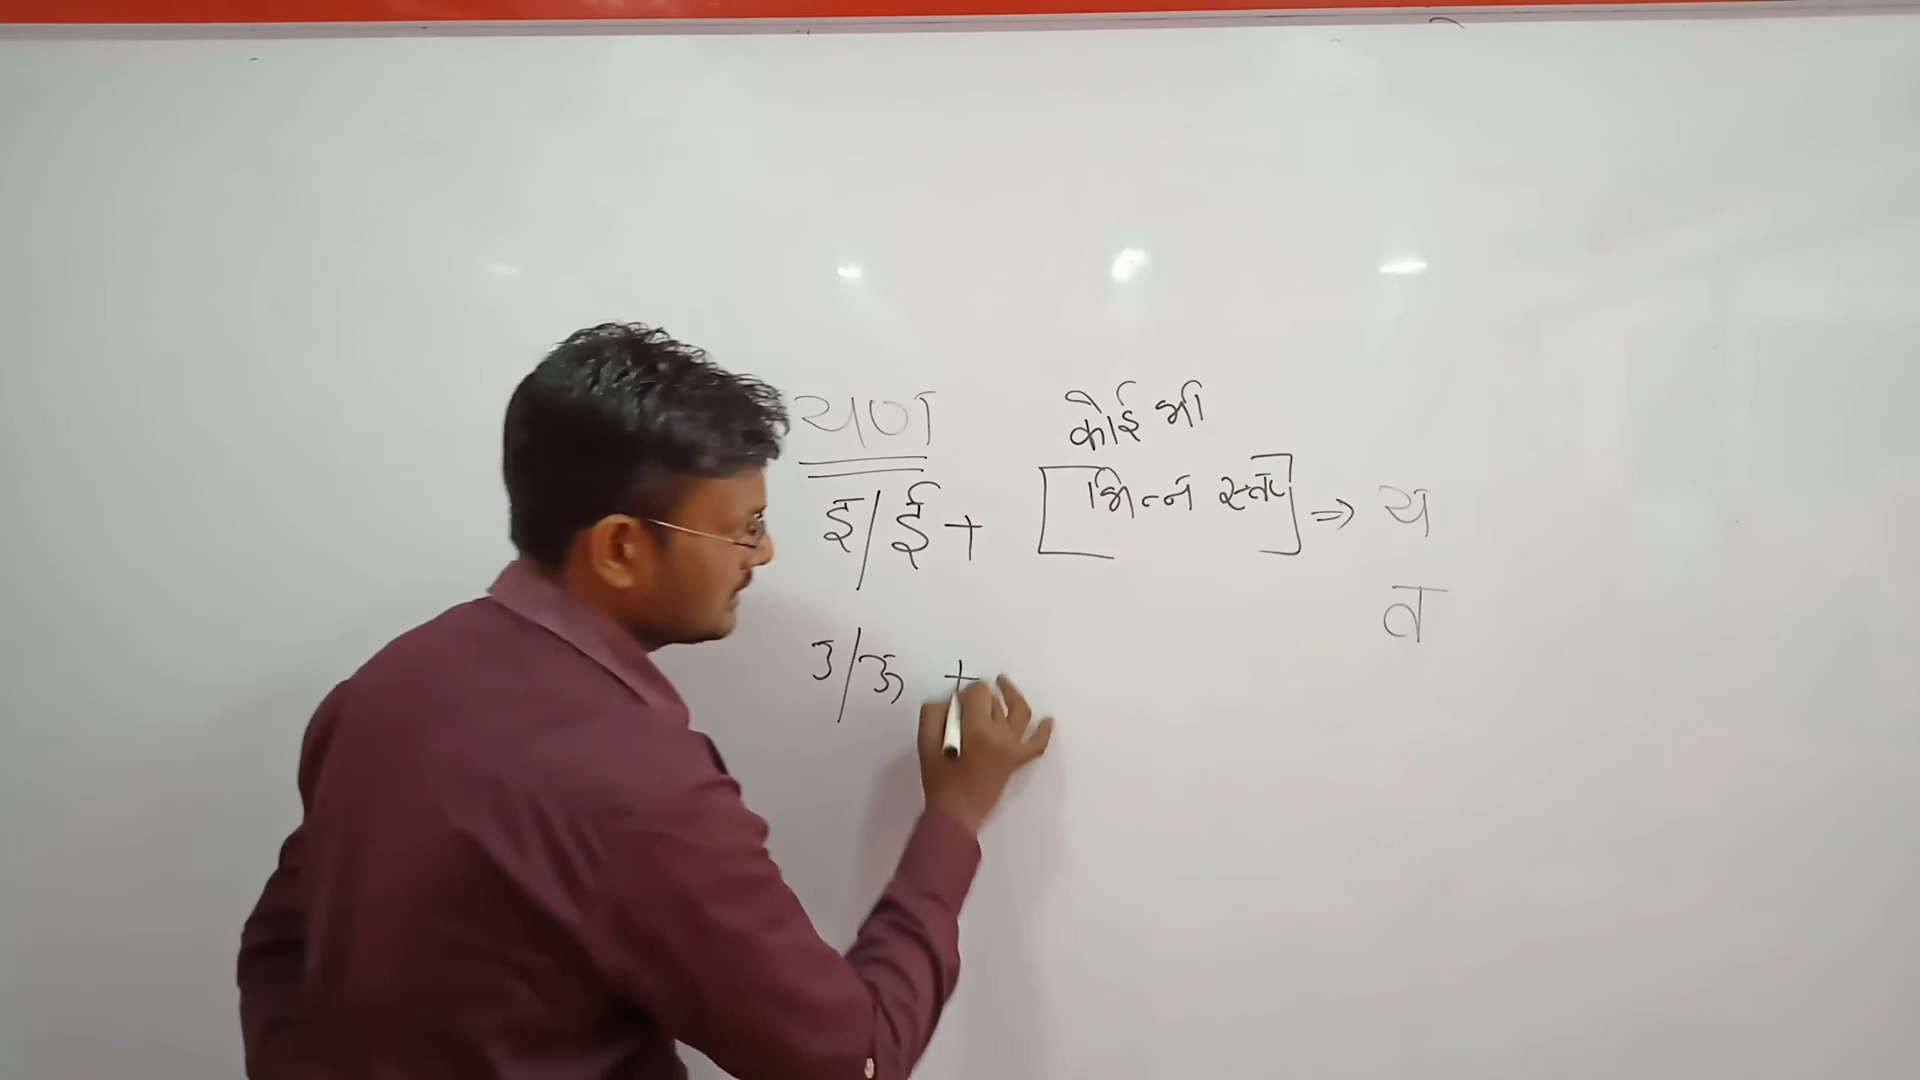 यण
कोई भी
इ/ई + [भिन्न स्वर] ⇒ य
व
उ/ऊ +